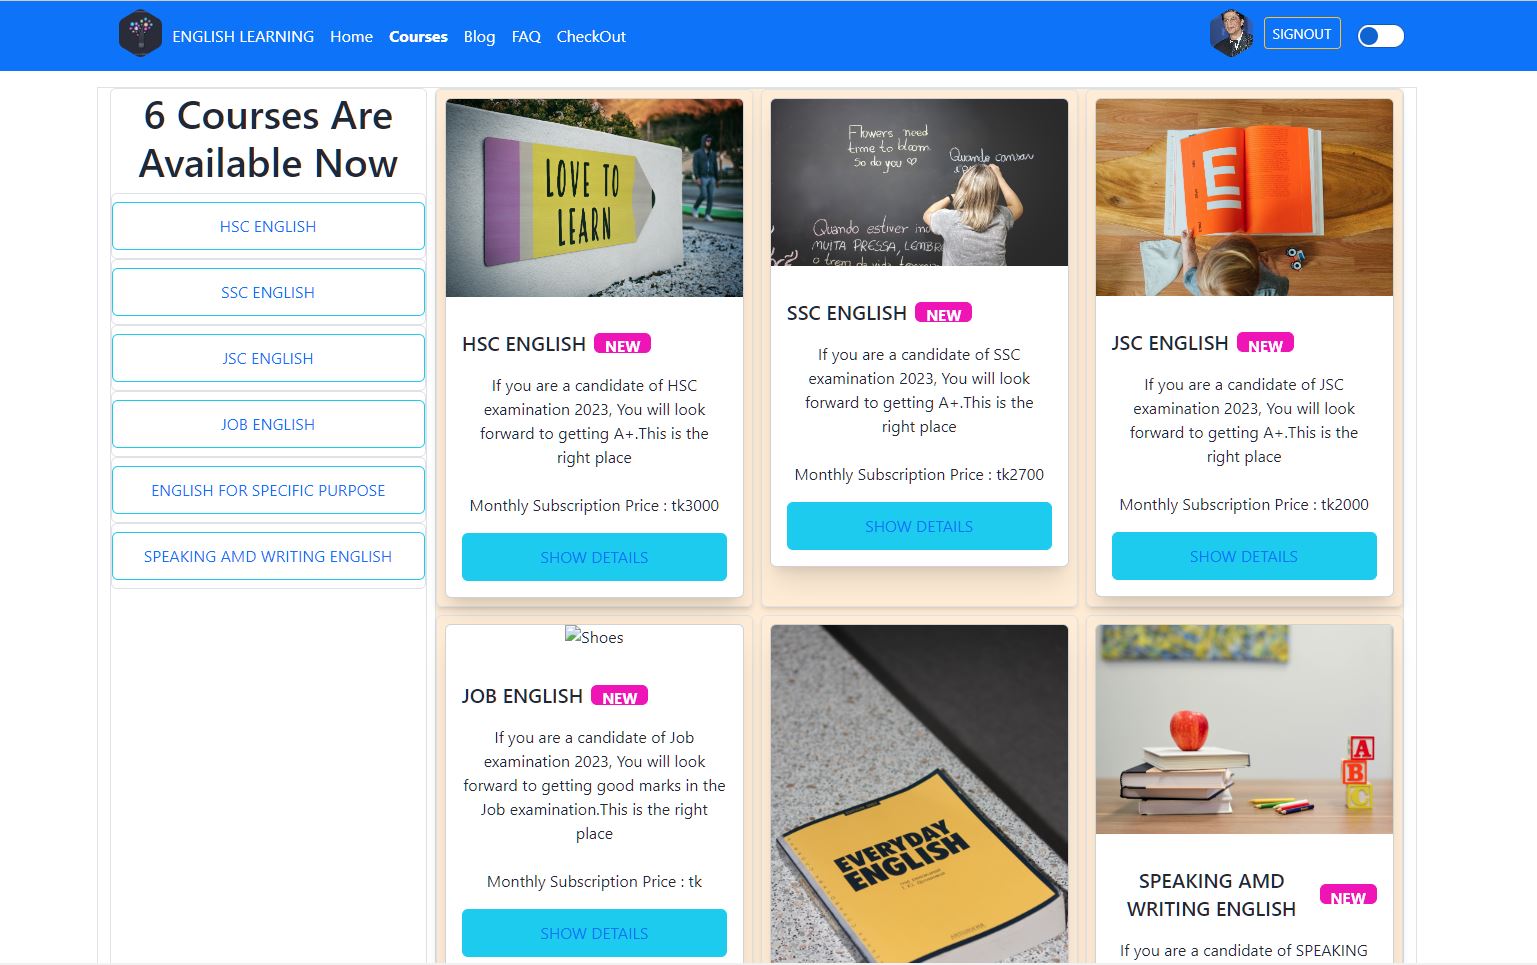 ENGLISH LEARNING Home Courses Blog FAQ CheckOut SIGNOUT
6 Courses Are
Available Now
HSC ENGLISH
SSC ENGLISH
JSC ENGLISH
JOB ENGLISH
ENGLISH FOR SPECIFIC PURPOSE
SPEAKING AMD WRITING ENGLISH
LOVE TO
LEARN
HSC ENGLISH NEW
If you are a candidate of HSC
examination 2023, You will look
forward to getting A+.This is the
right place
Monthly Subscription Price : tk3000
SHOW DETAILS
Flowers need
time to bloom
so do you
Quando cansar
Quando estiver
MUITA PRESSA,
o trem da vida
SSC ENGLISH NEW
If you are a candidate of SSC
examination 2023, You will look
forward to getting A+.This is the
right place
Monthly Subscription Price : tk2700
SHOW DETAILS
E
JSC ENGLISH NEW
If you are a candidate of JSC
examination 2023, You will look
forward to getting A+.This is the
right place
Monthly Subscription Price : tk2000
SHOW DETAILS
Shoes
JOB ENGLISH NEW
If you are a candidate of Job
examination 2023, You will look
forward to getting good marks in the
Job examination.This is the right
place
Monthly Subscription Price : tk
SHOW DETAILS
EVERYDAY
ENGLISH
A
B
C
SPEAKING AMD
WRITING ENGLISH NEW
If you are a candidate of SPEAKING